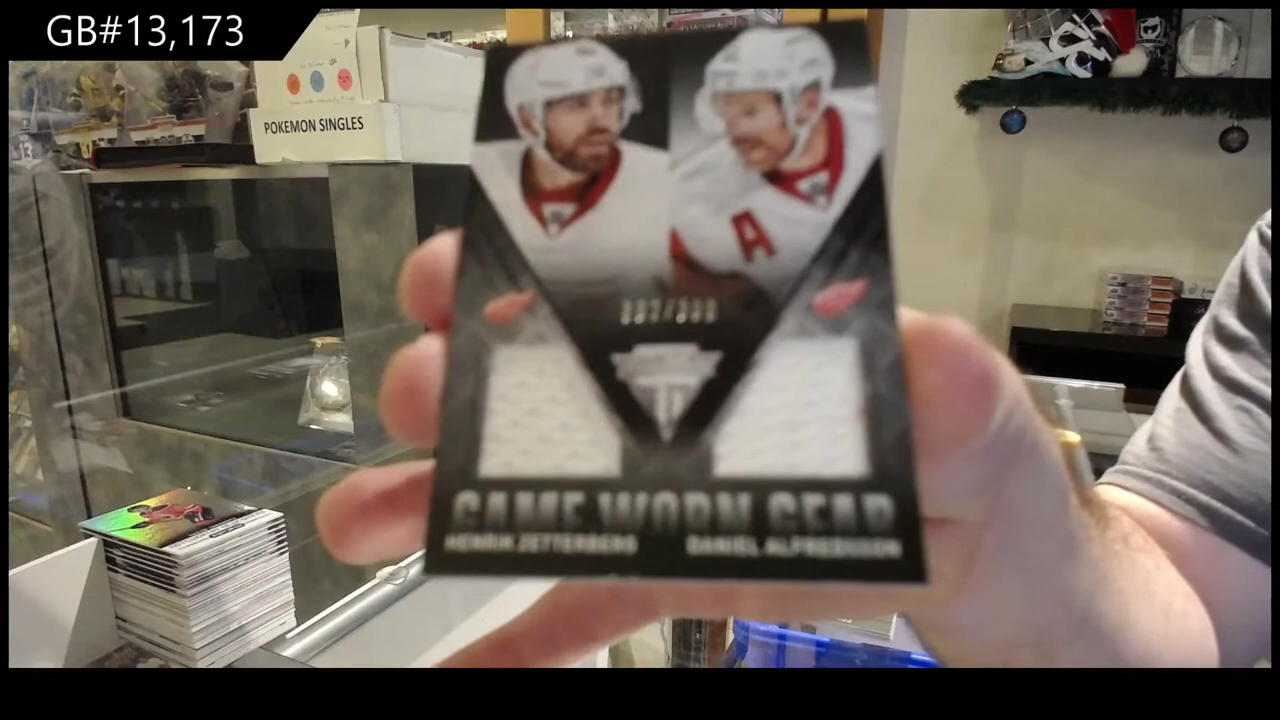 GB#13,173
POKEMON SINGLES
A
GAME WORN GEAR
HENRIK ZETTERBERG
DANIEL ALFREDSSON